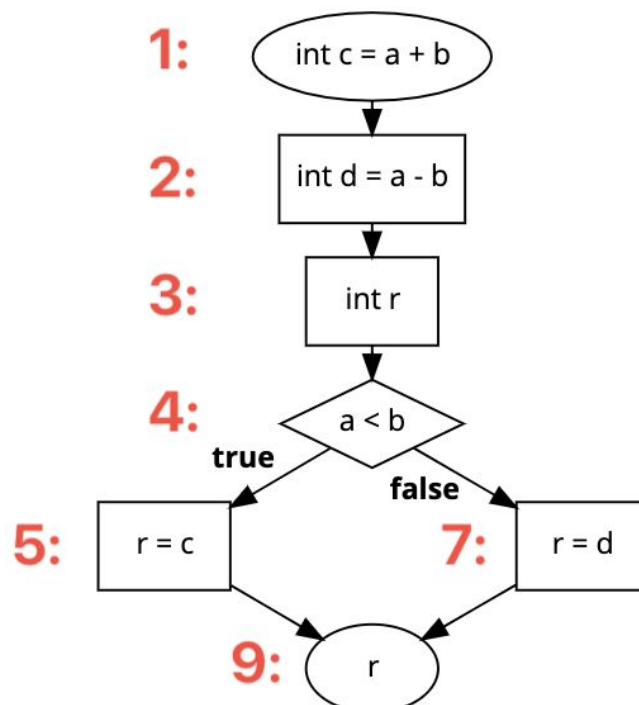 1: int c = a + b
2: int d = a - b
3: int r
4: a < b
true
false
5: r = c
7: r = d
9: r